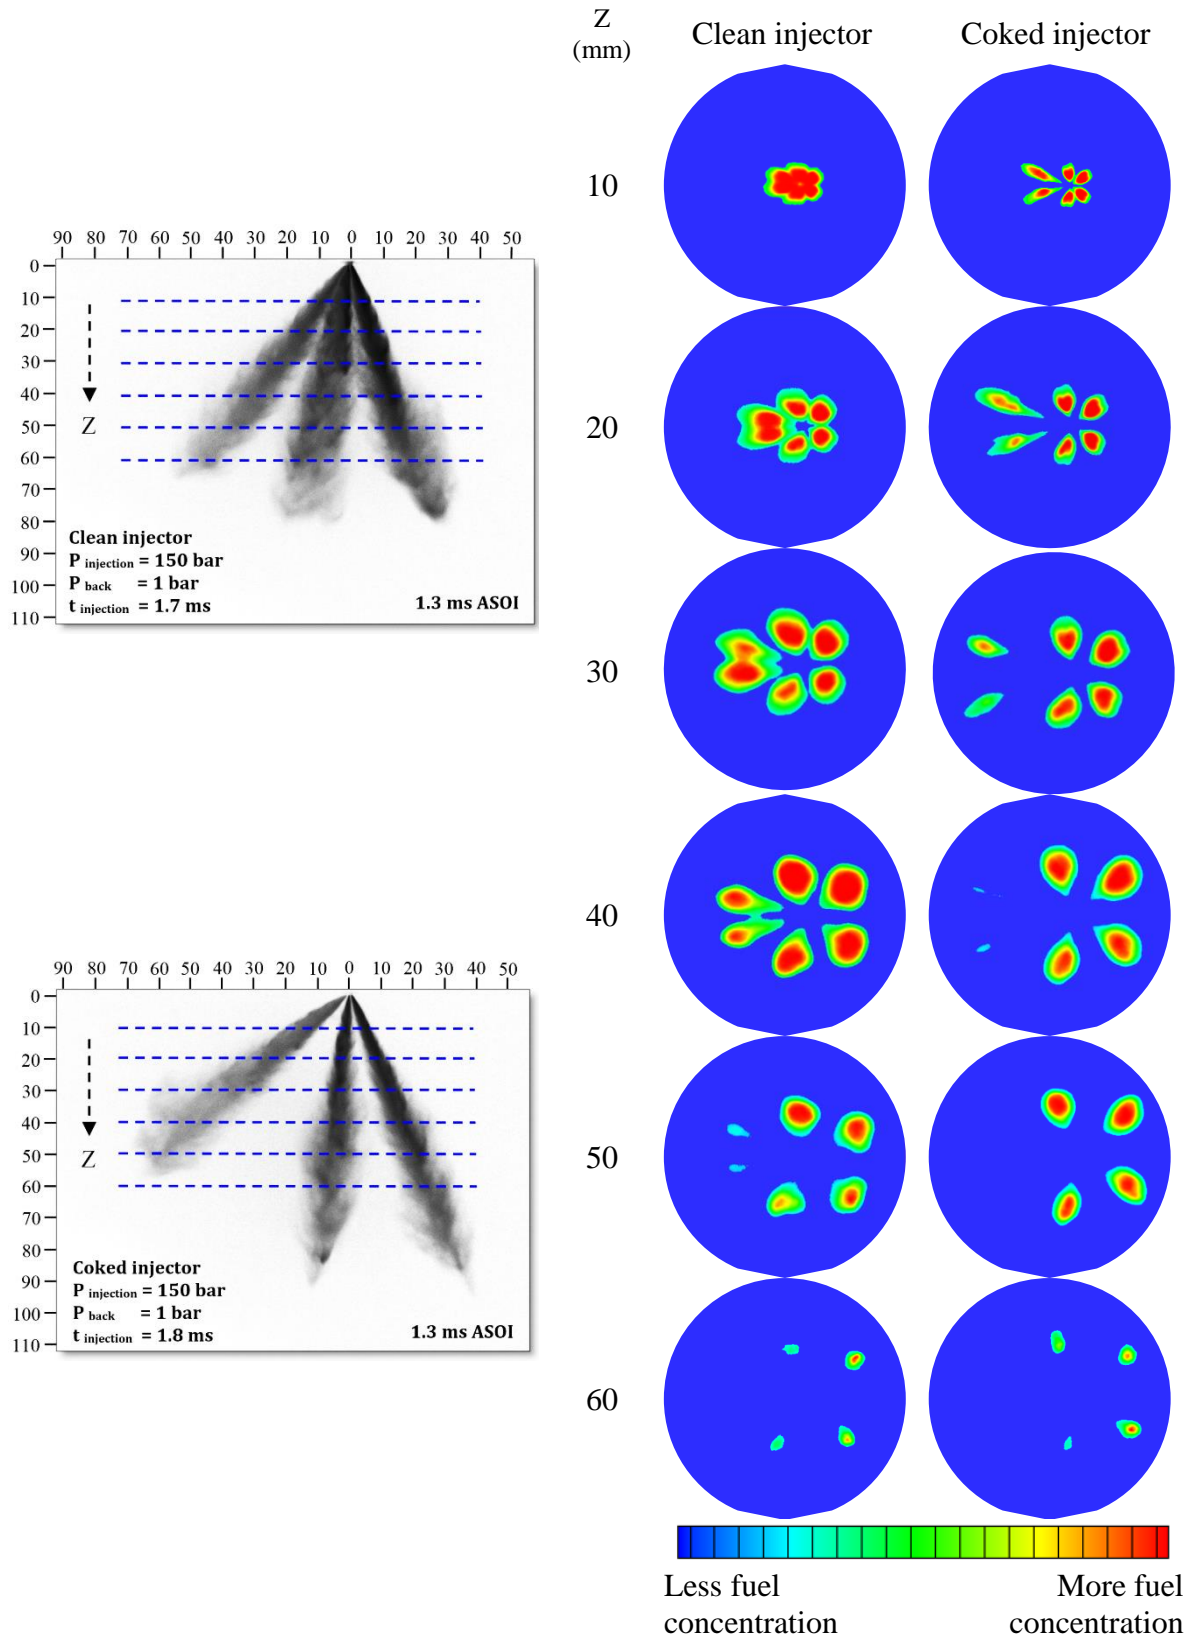 Z
(mm)
Clean injector
Coked injector
10
20
30
40
50
60
90 80 70 60 50 40 30 20 10 0 10 20 30 40 50
0
10
20
30
40
50
60
70
80
90
100
110
Z
Clean injector
P injection = 150 bar
P back = 1 bar
t injection = 1.7 ms
1.3 ms ASOI
90 80 70 60 50 40 30 20 10 0 10 20 30 40 50
0
10
20
30
40
50
60
70
80
90
100
110
Z
Coked injector
P injection = 150 bar
P back = 1 bar
t injection = 1.8 ms
1.3 ms ASOI
Less fuel
concentration
More fuel
concentration